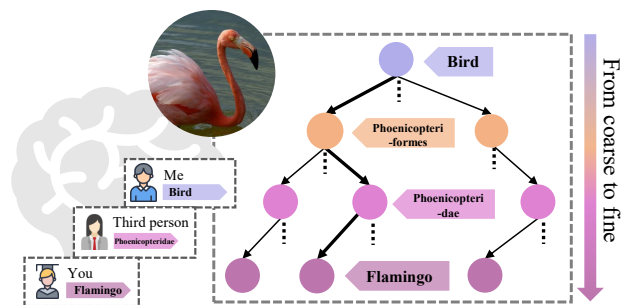 Bird
Phoenicopteri
-formes
Phoenicopteri
-dae
Flamingo
From coarse to fine
Me
Bird
Third person
Phoenicopteridae
You
Flamingo